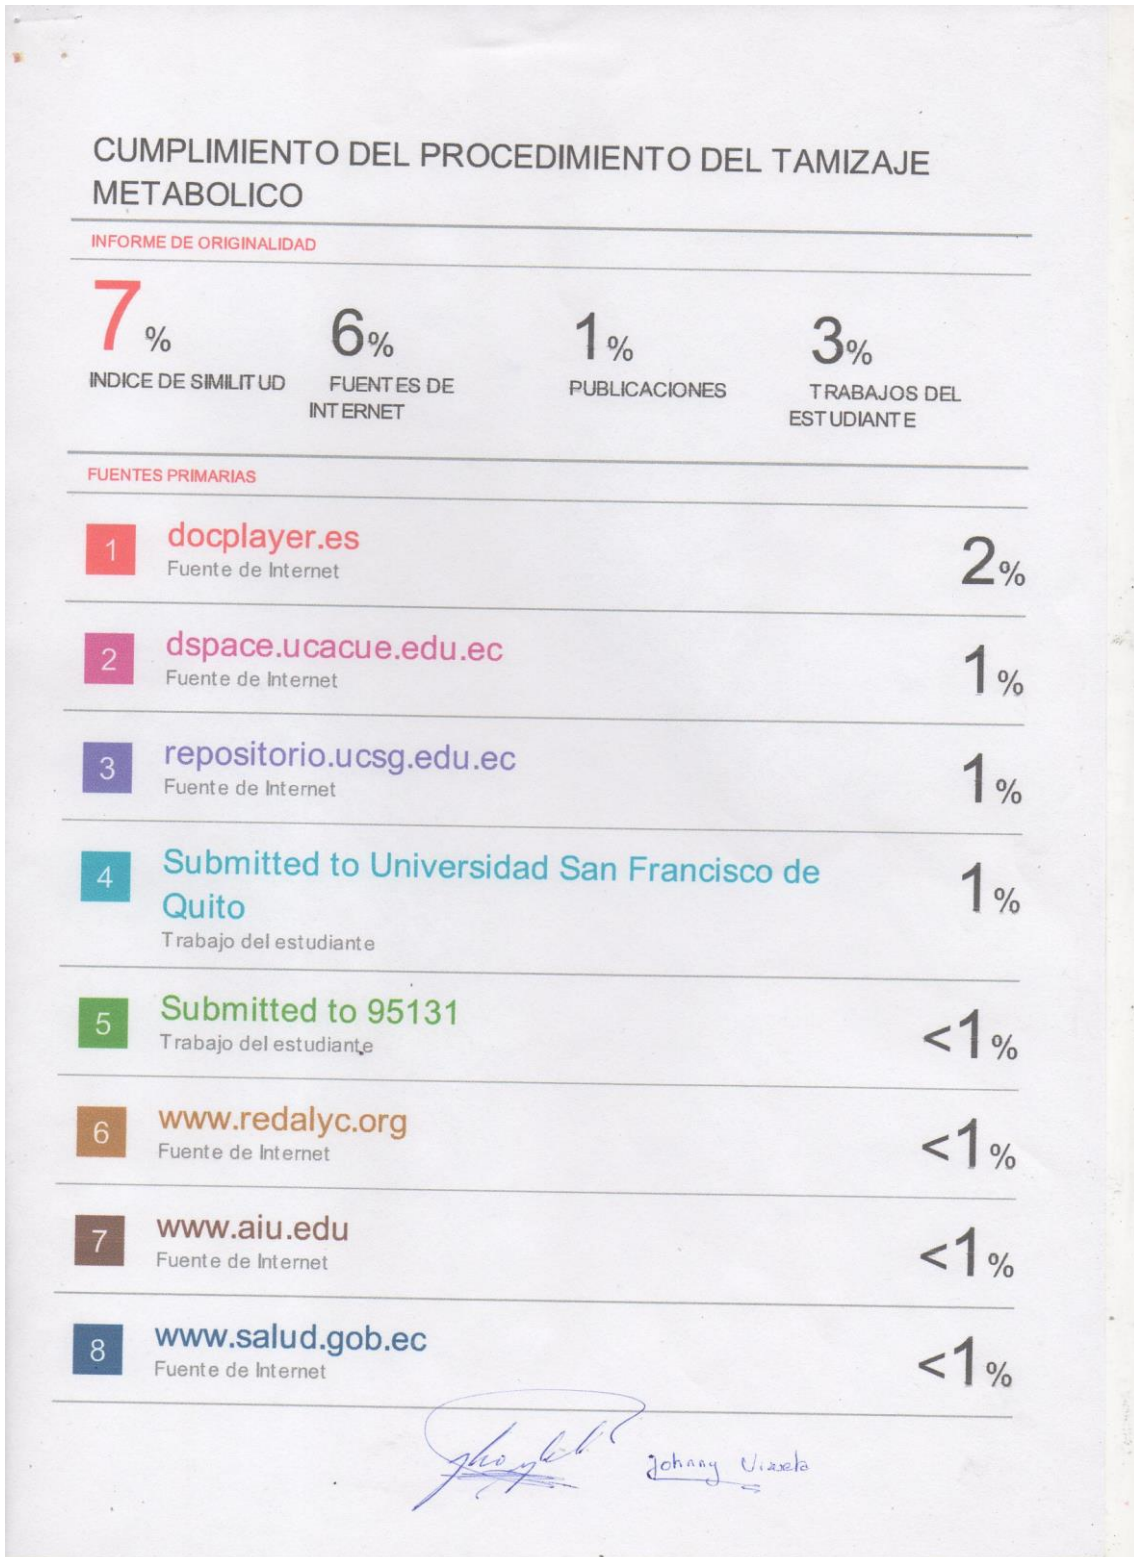 CUMPLIMIENTO DEL PROCEDIMIENTO DEL TAMIZAJE
METABOLICO
INFORME DE ORIGINALIDAD
7%
INDICE DE SIMILITUD
6%
FUENTES DE
INTERNET
1%
PUBLICACIONES
3%
TRABAJOS DEL
ESTUDIANTE
FUENTES PRIMARIAS
1 docplayer.es 2%
Fuente de Internet
2 dspace.ucacue.edu.ec 1%
Fuente de Internet
3 repositorio.ucsg.edu.ec 1%
Fuente de Internet
4 Submitted to Universidad San Francisco de 1%
Quito
Trabajo del estudiante
5 Submitted to 95131 <1%
Trabajo del estudiante
6 www.redalyc.org <1%
Fuente de Internet
7 www.aiu.edu <1%
Fuente de Internet
8 www.salud.gob.ec <1%
Fuente de Internet
Johnny